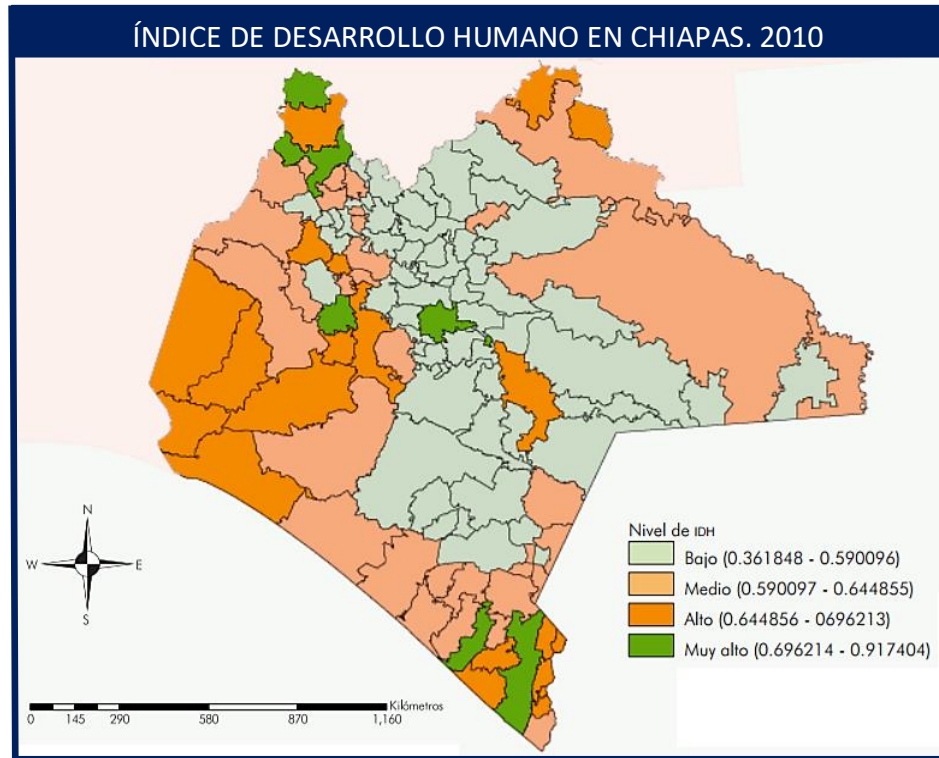 ÍNDICE DE DESARROLLO HUMANO EN CHIAPAS. 2010
N
W E
S
Nivel de IDH
Bajo (0.361848 - 0.590096)
Medio (0.590097 - 0.644855)
Alto (0.644856 - 0696213)
Muy alto (0.696214 - 0.917404)
Kilómetros
0 145 290 580 870 1,160